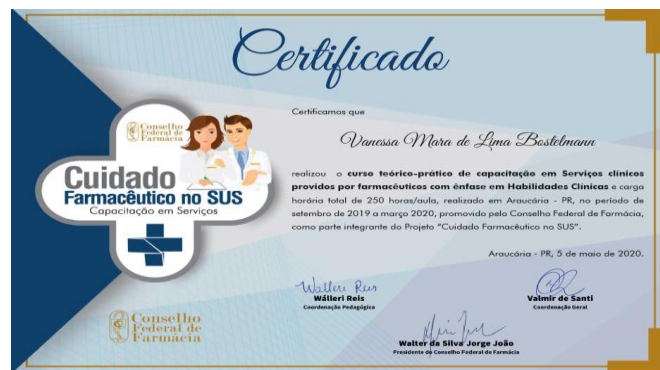 Certificado
Certificamos que
Vanessa Mara de Lima Bostelmann
realizou o curso teórico-prático de capacitação em Serviços clínicos
providos por farmacêuticos com ênfase em Habilidades Clínicas e carga
horária total de 250 horas/aula, realizado em Araucária - PR, no período de
setembro de 2019 a março 2020, promovido pelo Conselho Federal de Farmácia,
como parte integrante do Projeto "Cuidado Farmacêutico no SUS".
Araucária - PR, 5 de maio de 2020.
Conselho
Federal de
Farmácia
Cuidado
Farmacêutico no SUS
Capacitação em Serviços
Conselho
Federal de
Farmácia
Wálleri Reis
Wálleri Reis
Coordenação Pedagógica
Valmir de Santi
Coordenação Geral
Walter da Silva Jorge João
Presidente do Conselho Federal de Farmácia